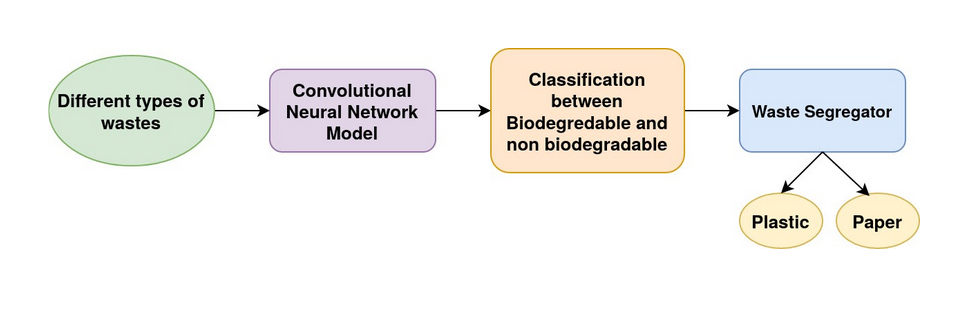 Different types of
wastes
Convolutional
Neural Network
Model
Classification
between
Biodegredable and
non biodegradable
Waste Segregator
Plastic
Paper